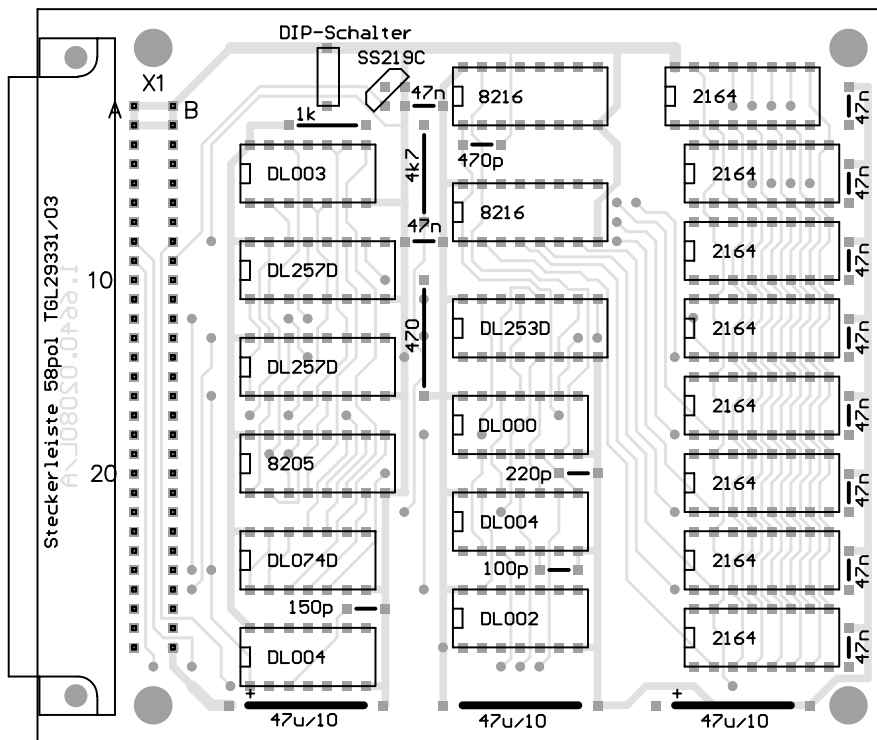 DIP-Schalter
SS219C
X1
A
B
47n
8216
2164
47n
1k
DL003
4k7
470p
2164
47n
8216
47n
2164
47n
10
DL257D
470
DL253D
2164
47n
DL257D
DL000
2164
47n
Steckerleiste 58pol TGL29331/03
20
8205
220p
2164
47n
DL004
DL074D
100p
2164
47n
150p
DL002
2164
47n
DL004
+
47u/10
47u/10
+
47u/10